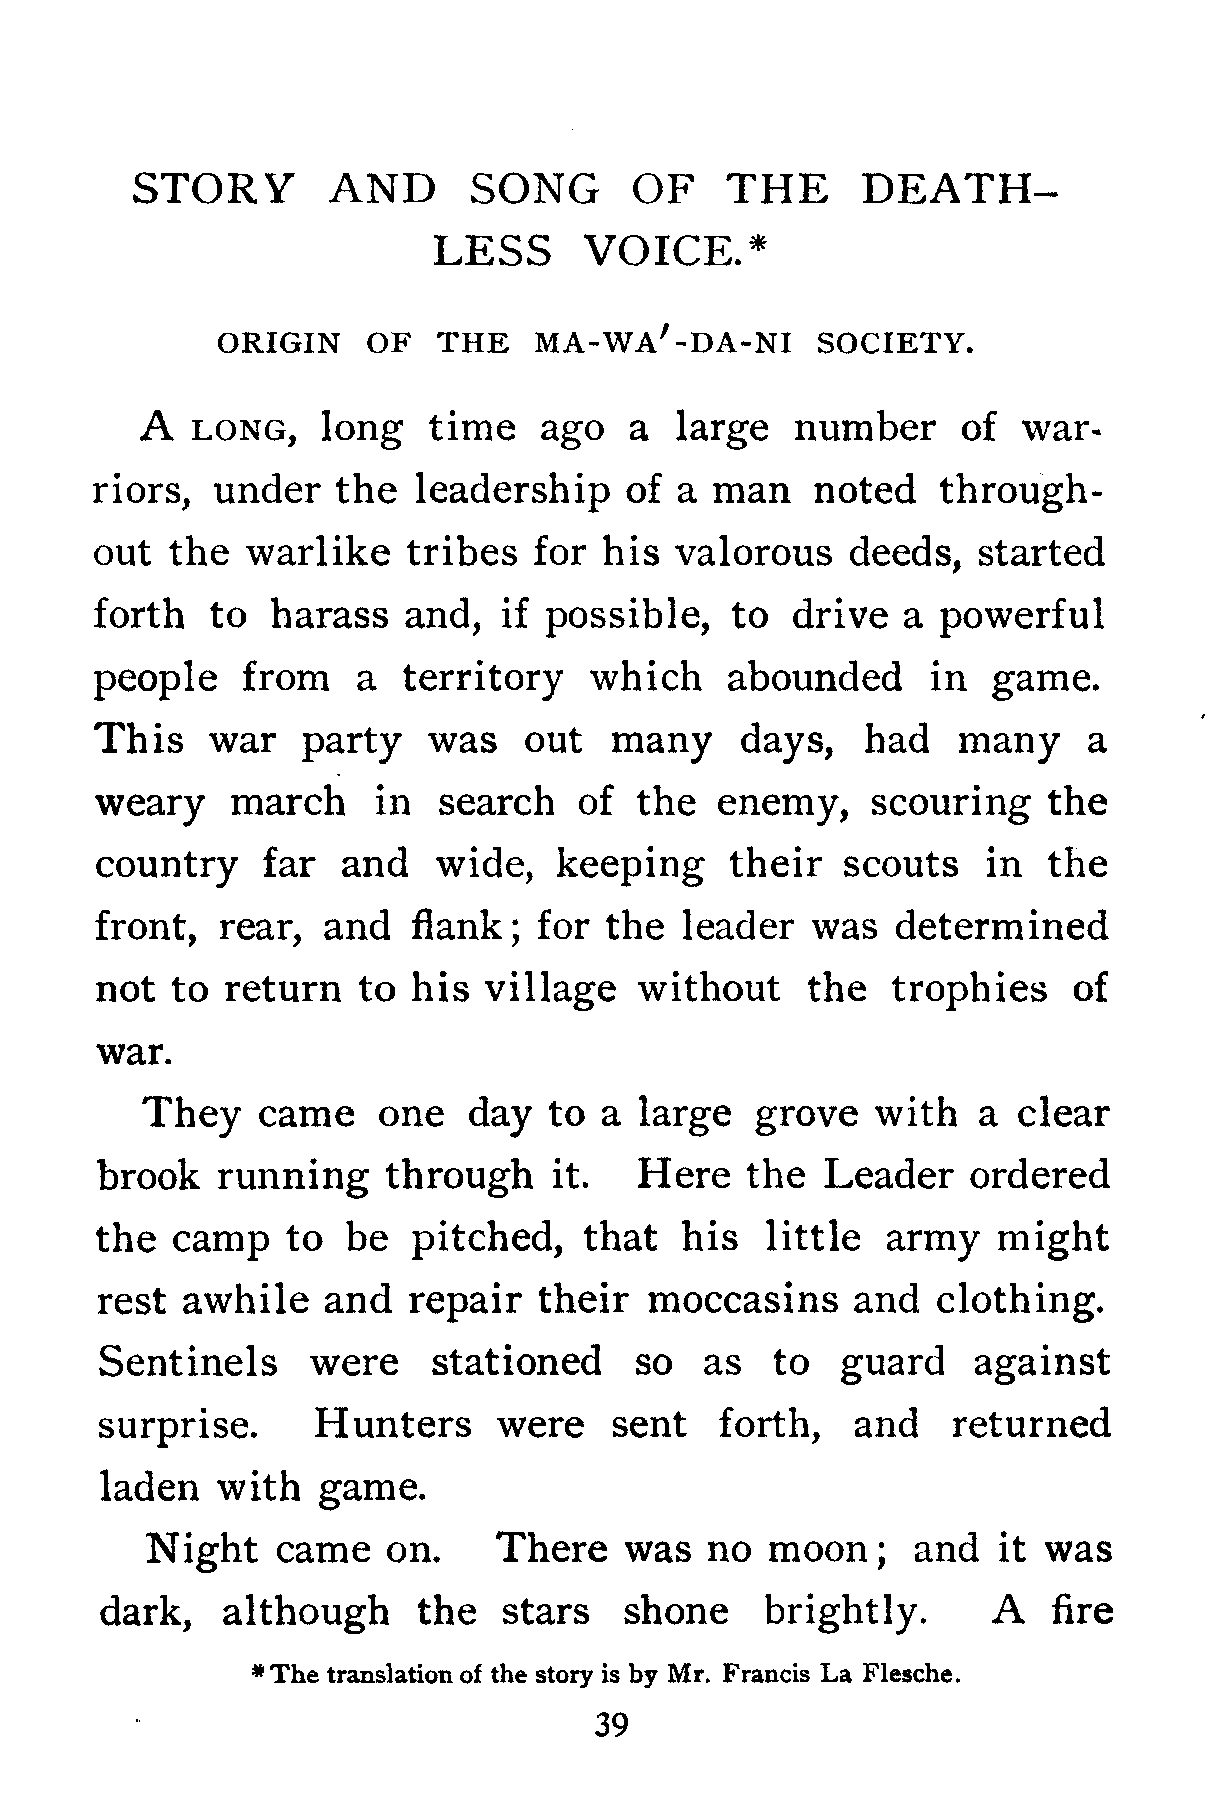 STORY AND SONG OF THE DEATH-
LESS VOICE.*
ORIGIN OF THE MA-WA′-DA-NI SOCIETY.
A LONG, long time ago a large number of war-
riors, under the leadership of a man noted through-
out the warlike tribes for his valorous deeds, started
forth to harass and, if possible, to drive a powerful
people from a territory which abounded in game.
This war party was out many days, had many a
weary march in search of the enemy, scouring the
country far and wide, keeping their scouts in the
front, rear, and flank; for the leader was determined
not to return to his village without the trophies of
war.
They came one day to a large grove with a clear
brook running through it. Here the Leader ordered
the camp to be pitched, that his little army might
rest awhile and repair their moccasins and clothing.
Sentinels were stationed so as to guard against
surprise. Hunters were sent forth, and returned
laden with game.
Night came on. There was no moon; and it was
dark, although the stars shone brightly. A fire
* The translation of the story is by Mr. Francis La Flesche.
39